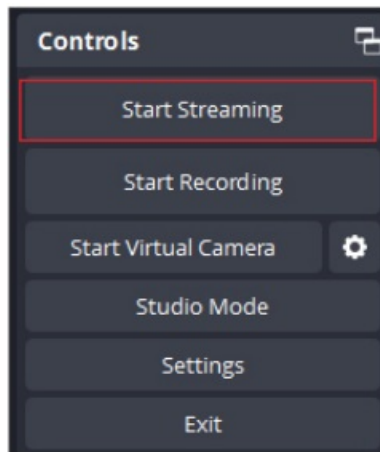 Controls
Start Streaming
Start Recording
Start Virtual Camera
Studio Mode
Settings
Exit